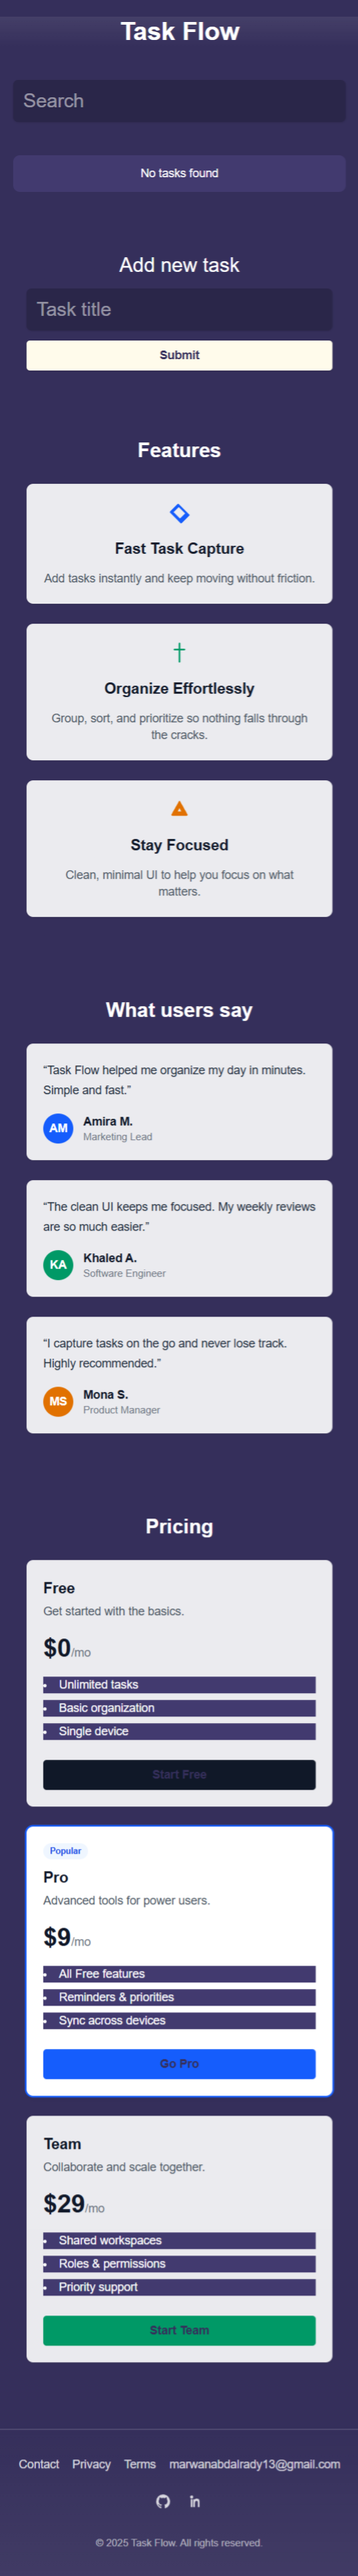 Task Flow
Search
No tasks found
Add new task
Task title
Submit
Features
Fast Task Capture
Add tasks instantly and keep moving without friction.
Organize Effortlessly
Group, sort, and prioritize so nothing falls through
the cracks.
Stay Focused
Clean, minimal UI to help you focus on what
matters.
What users say
“Task Flow helped me organize my day in minutes.
Simple and fast.”
AM
Amira M.
Marketing Lead
“The clean UI keeps me focused. My weekly reviews
are so much easier.”
KA
Khaled A.
Software Engineer
“I capture tasks on the go and never lose track.
Highly recommended.”
MS
Mona S.
Product Manager
Pricing
Free
Get started with the basics.
$0/mo
Unlimited tasks
Basic organization
Single device
Start Free
Popular
Pro
Advanced tools for power users.
$9/mo
All Free features
Reminders & priorities
Sync across devices
Go Pro
Team
Collaborate and scale together.
$29/mo
Shared workspaces
Roles & permissions
Priority support
Start Team
Contact Privacy Terms marwanabdalrady13@gmail.com
© 2025 Task Flow. All rights reserved.